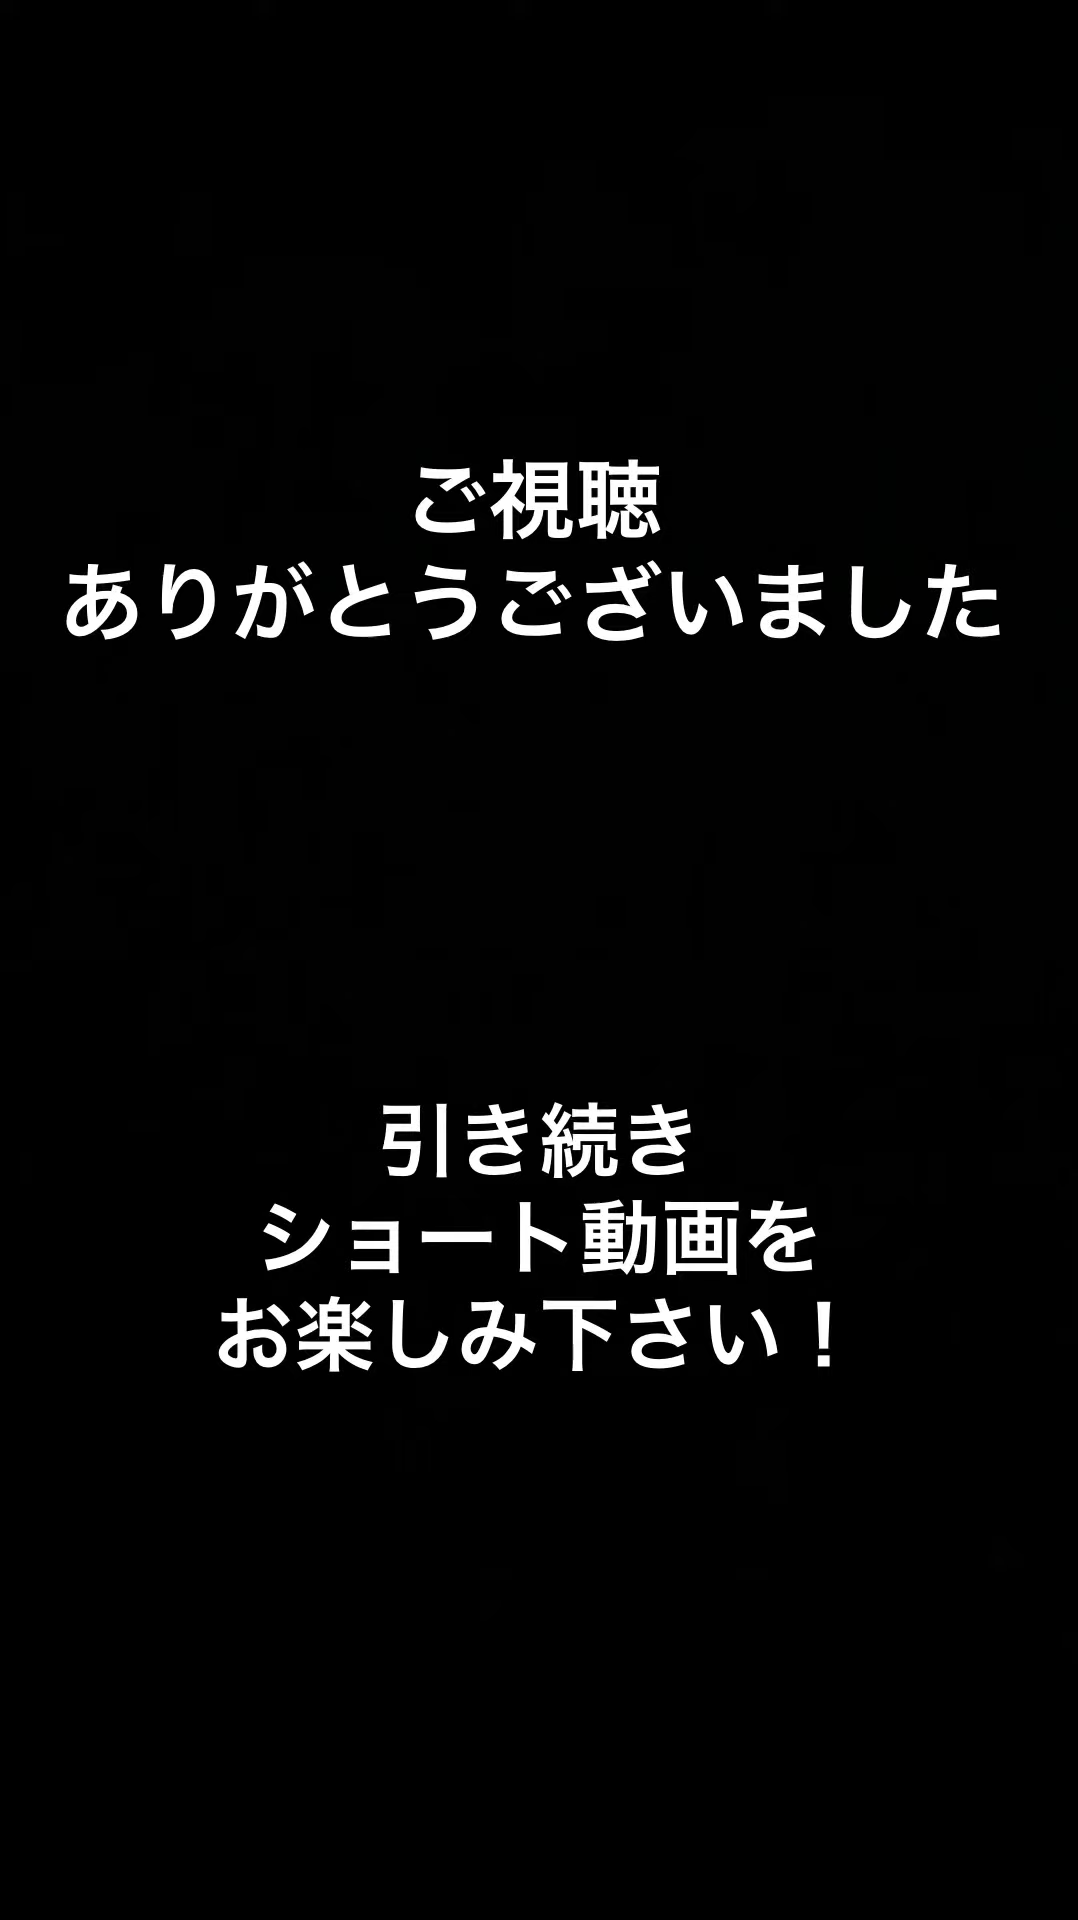 ご視聴
ありがとうございました
引き続き
ショート動画を
お楽しみ下さい！